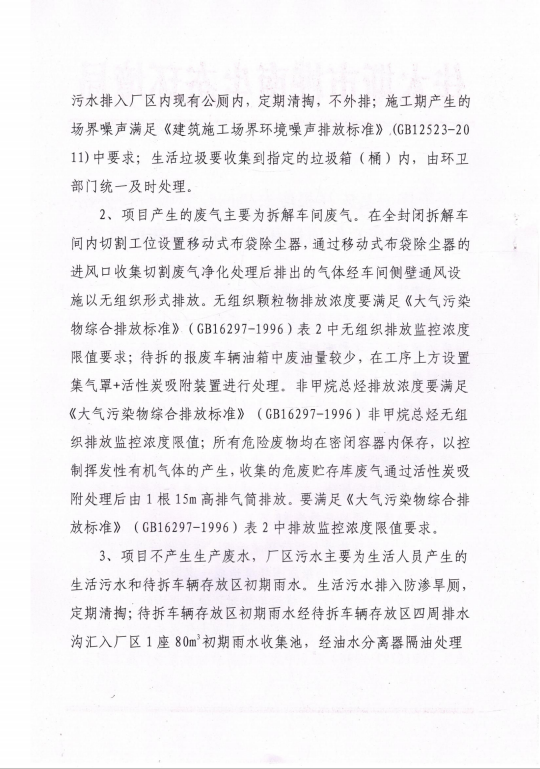 污水排入厂区内现有公厕内，定期清掏，不外排；施工期产生的
场界噪声满足《建筑施工场界环境噪声排放标准》（GB12523-20
11)中要求；生活垃圾要收集到指定的垃圾箱（桶）内，由环卫
部门统一及时处理。
2、项目产生的废气主要为拆解车间废气。在全封闭拆解车
间内切割工位设置移动式布袋除尘器，通过移动式布袋除尘器的
进风口收集切割废气净化处理后排出的气体经车间侧壁通风设
施以无组织形式排放。无组织颗粒物排放浓度要满足《大气污染
物综合排放标准》（GB16297-1996）表2中无组织排放监控浓度
限值要求；待拆的报废车辆油箱中废油量较少，在工序上方设置
集气罩+活性炭吸附装置进行处理。非甲烷总烃排放浓度要满足
《大气污染物综合排放标准》（GB16297-1996）非甲烷总烃无组
织排放监控浓度限值；所有危险废物均在密闭容器内保存，以控
制挥发性有机气体的产生，收集的危废贮存库废气通过活性炭吸
附处理后由1根15m高排气筒排放。要满足《大气污染物综合排
放标准》（GB16297-1996）表2中排放监控浓度限值要求。
3、项目不产生生产废水，厂区污水主要为生活人员产生的
生活污水和待拆车辆存放区初期雨水。生活污水排入防渗旱厕，
定期清掏；待拆车辆存放区初期雨水经待拆车辆存放区四周排水
沟汇入厂区1座80m³初期雨水收集池，经油水分离器隔油处理